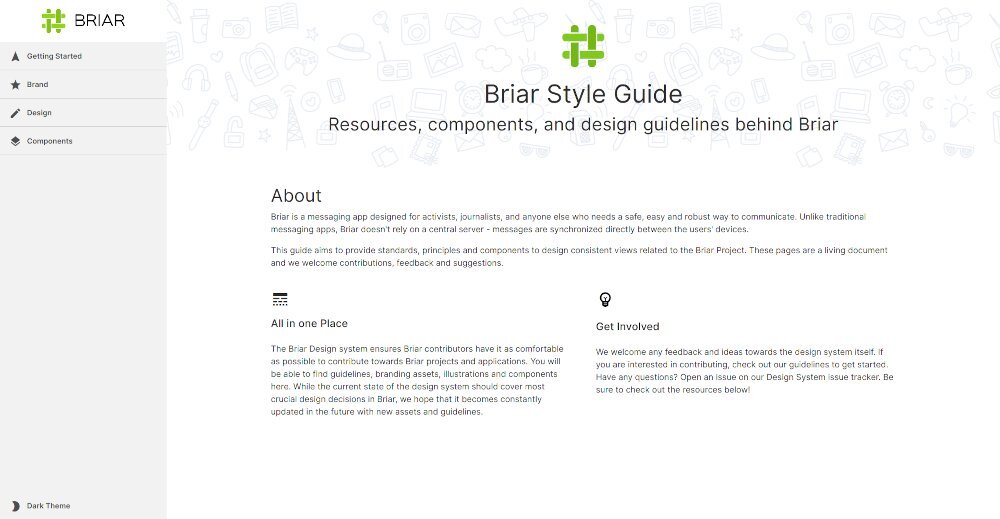 BRIAR
Getting Started
Brand
Design
Components
Dark Theme
Briar Style Guide
Resources, components, and design guidelines behind Briar
About
Briar is a messaging app designed for activists, journalists, and anyone else who needs a safe, easy and robust way to communicate. Unlike traditional
messaging apps, Briar doesn't rely on a central server - messages are synchronized directly between the users' devices.
This guide aims to provide standards, principles and components to design consistent views related to the Briar Project. These pages are a living document
and we welcome contributions, feedback and suggestions.
All in one Place
The Briar Design system ensures Briar contributors have it as comfortable
as possible to contribute towards Briar projects and applications. You will
be able to find guidelines, branding assets, illustrations and components
here. While the current state of the design system should cover most
crucial design decisions in Briar, we hope that it becomes constantly
updated in the future with new assets and guidelines.
Get Involved
We welcome any feedback and ideas towards the design system itself. If
you are interested in contributing, check out our guidelines to get started.
Have any questions? Open an issue on our Design System issue tracker. Be
sure to check out the resources below!